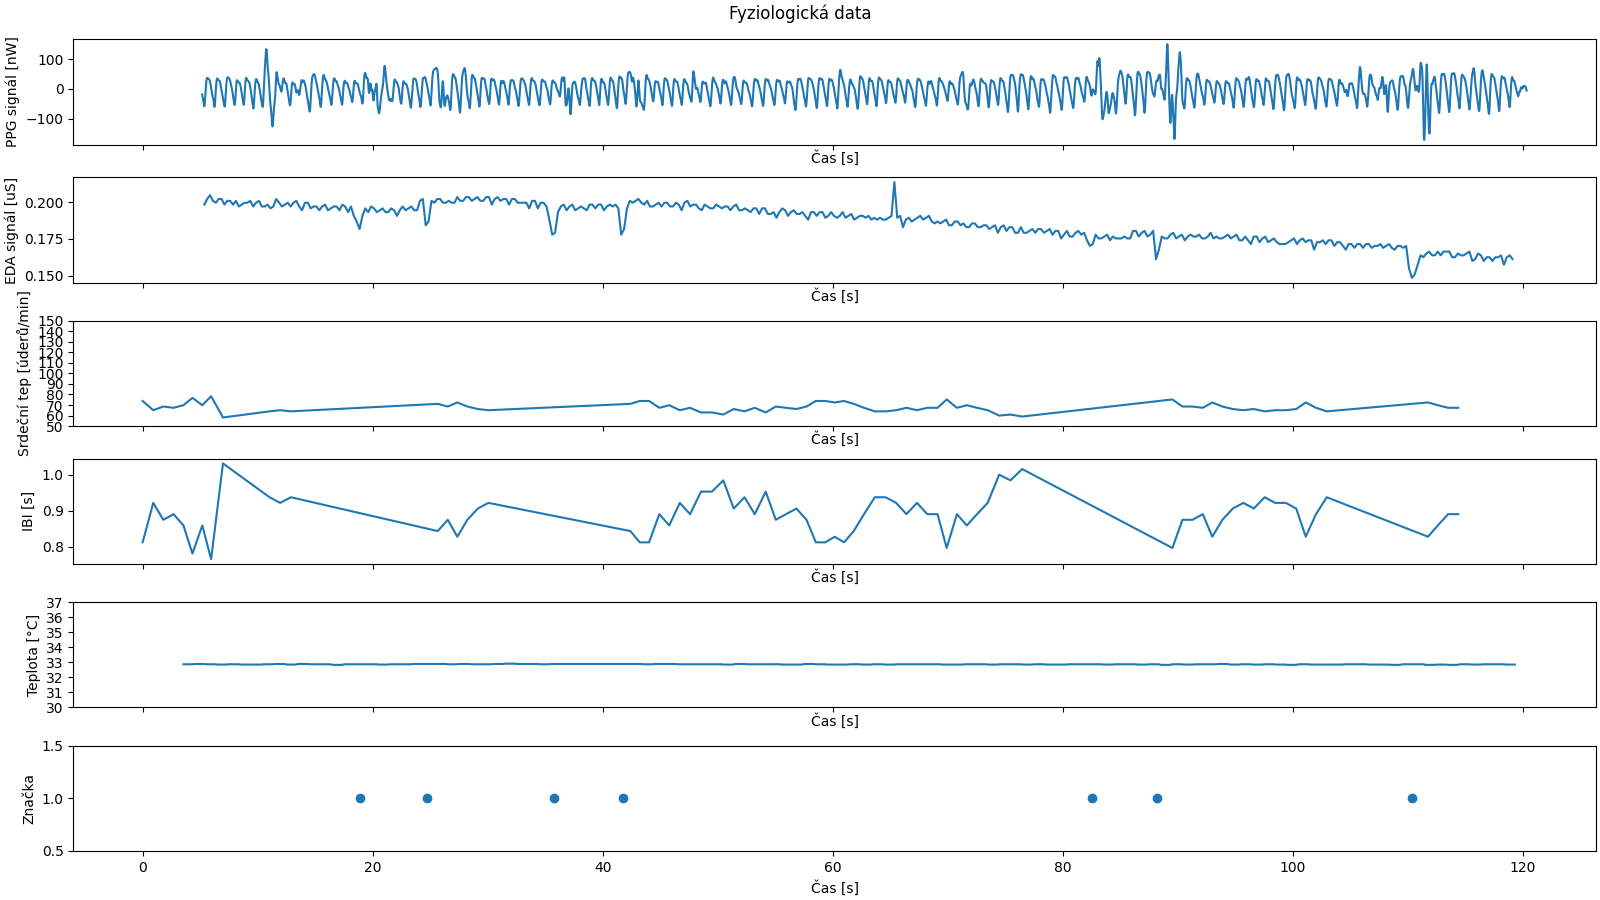 Fyziologická data
PPG signál [nW]
100
0
−100
Čas [s]
EDA signál [uS]
0.200
0.175
0.150
Čas [s]
Srdeční tep [úderů/min]
150
140
130
120
110
100
90
80
70
60
50
Čas [s]
IBI [s]
1.0
0.9
0.8
Čas [s]
Teplota [°C]
37
36
35
34
33
32
31
30
Čas [s]
Značka
1.5
1.0
0.5
0 20 40 60 80 100 120
Čas [s]